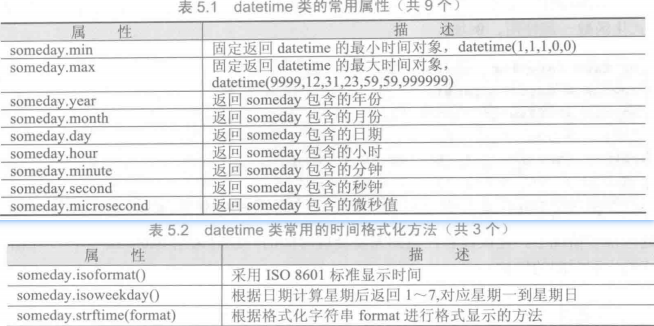 表 5.1 datetime 类的常用属性（共 9 个）
属 性 描 述
someday.min 固定返回 datetime 的最小时间对象，datetime(1,1,1,0,0)
someday.max 固定返回 datetime 的最大时间对象，
datetime(9999,12,31,23,59,59,999999)
someday.year 返回 someday 包含的年份
someday.month 返回 someday 包含的月份
someday.day 返回 someday 包含的日期
someday.hour 返回 someday 包含的小时
someday.minute 返回 someday 包含的分钟
someday.second 返回 someday 包含的秒钟
someday.microsecond 返回 someday 包含的微秒值
表 5.2 datetime 类常用的时间格式化方法（共 3 个）
属 性 描 述
someday.isoformat() 采用 ISO 8601 标准显示时间
someday.isoweekday() 根据日期计算星期后返回 1～7,对应星期一到星期日
someday.strftime(format) 根据格式化字符串 format 进行格式显示的方法